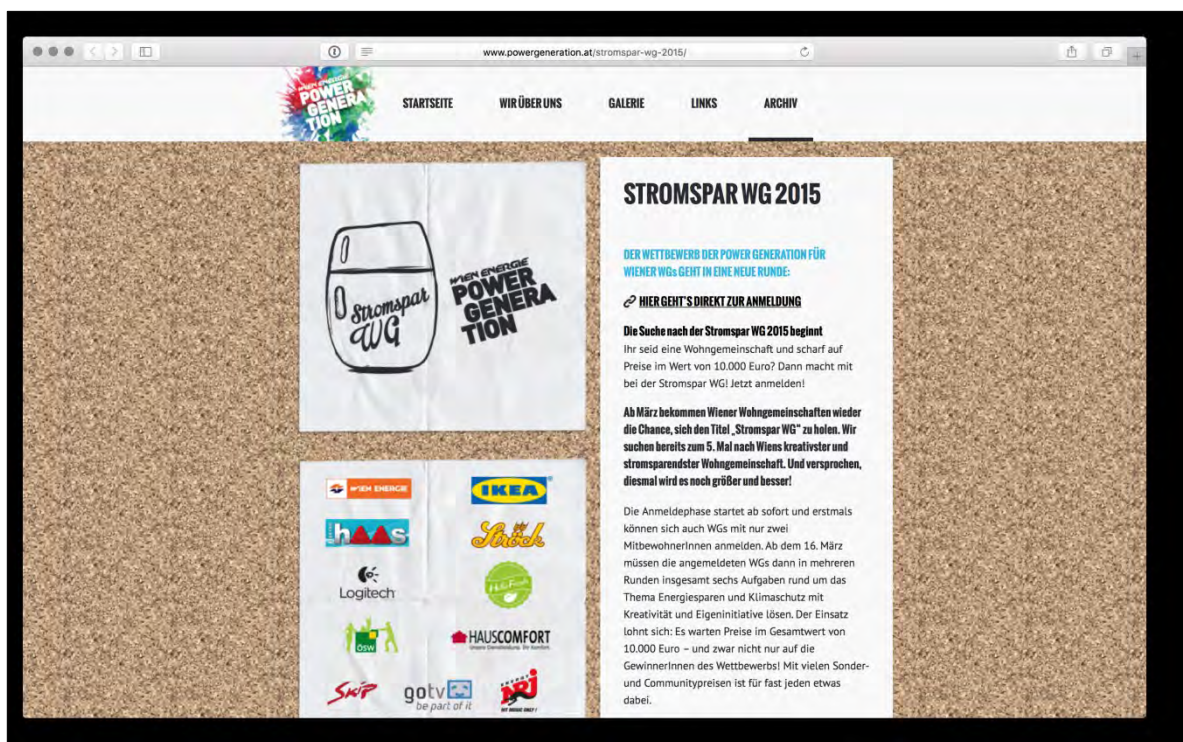 www.powergeneration.at/stromspar-wg-2015/
WIEN ENERGIE
POWER
GENERA
TION
STARTSEITE
WIR ÜBER UNS
GALERIE
LINKS
ARCHIV
Stromspar
WG
WIEN ENERGIE
POWER
GENERA
TION
WIEN ENERGIE
IKEA
haas
Ströck
Logitech
HelloFresh
ÖSW
HAUSCOMFORT
Unsere Dienstleistung. Ihr Komfort.
SKIP
gotv
be part of it
ENERGY
NRJ
HIT MUSIC ONLY!
STROMSPAR WG 2015
DER WETTBEWERB DER POWER GENERATION FÜR
WIENER WGs GEHT IN EINE NEUE RUNDE:
HIER GEHT'S DIREKT ZUR ANMELDUNG
Die Suche nach der Stromspar WG 2015 beginnt
Ihr seid eine Wohngemeinschaft und scharf auf
Preise im Wert von 10.000 Euro? Dann macht mit
bei der Stromspar WG! Jetzt anmelden!
Ab März bekommen Wiener Wohngemeinschaften wieder
die Chance, sich den Titel „Stromspar WG" zu holen. Wir
suchen bereits zum 5. Mal nach Wiens kreativster und
stromsparendster Wohngemeinschaft. Und versprochen,
diesmal wird es noch größer und besser!
Die Anmeldephase startet ab sofort und erstmals
können sich auch WGs mit nur zwei
MitbewohnerInnen anmelden. Ab dem 16. März
müssen die angemeldeten WGs dann in mehreren
Runden insgesamt sechs Aufgaben rund um das
Thema Energiesparen und Klimaschutz mit
Kreativität und Eigeninitiative lösen. Der Einsatz
lohnt sich: Es warten Preise im Gesamtwert von
10.000 Euro – und zwar nicht nur auf die
GewinnerInnen des Wettbewerbs! Mit vielen Sonder-
und Communitypreisen ist für fast jeden etwas
dabei.